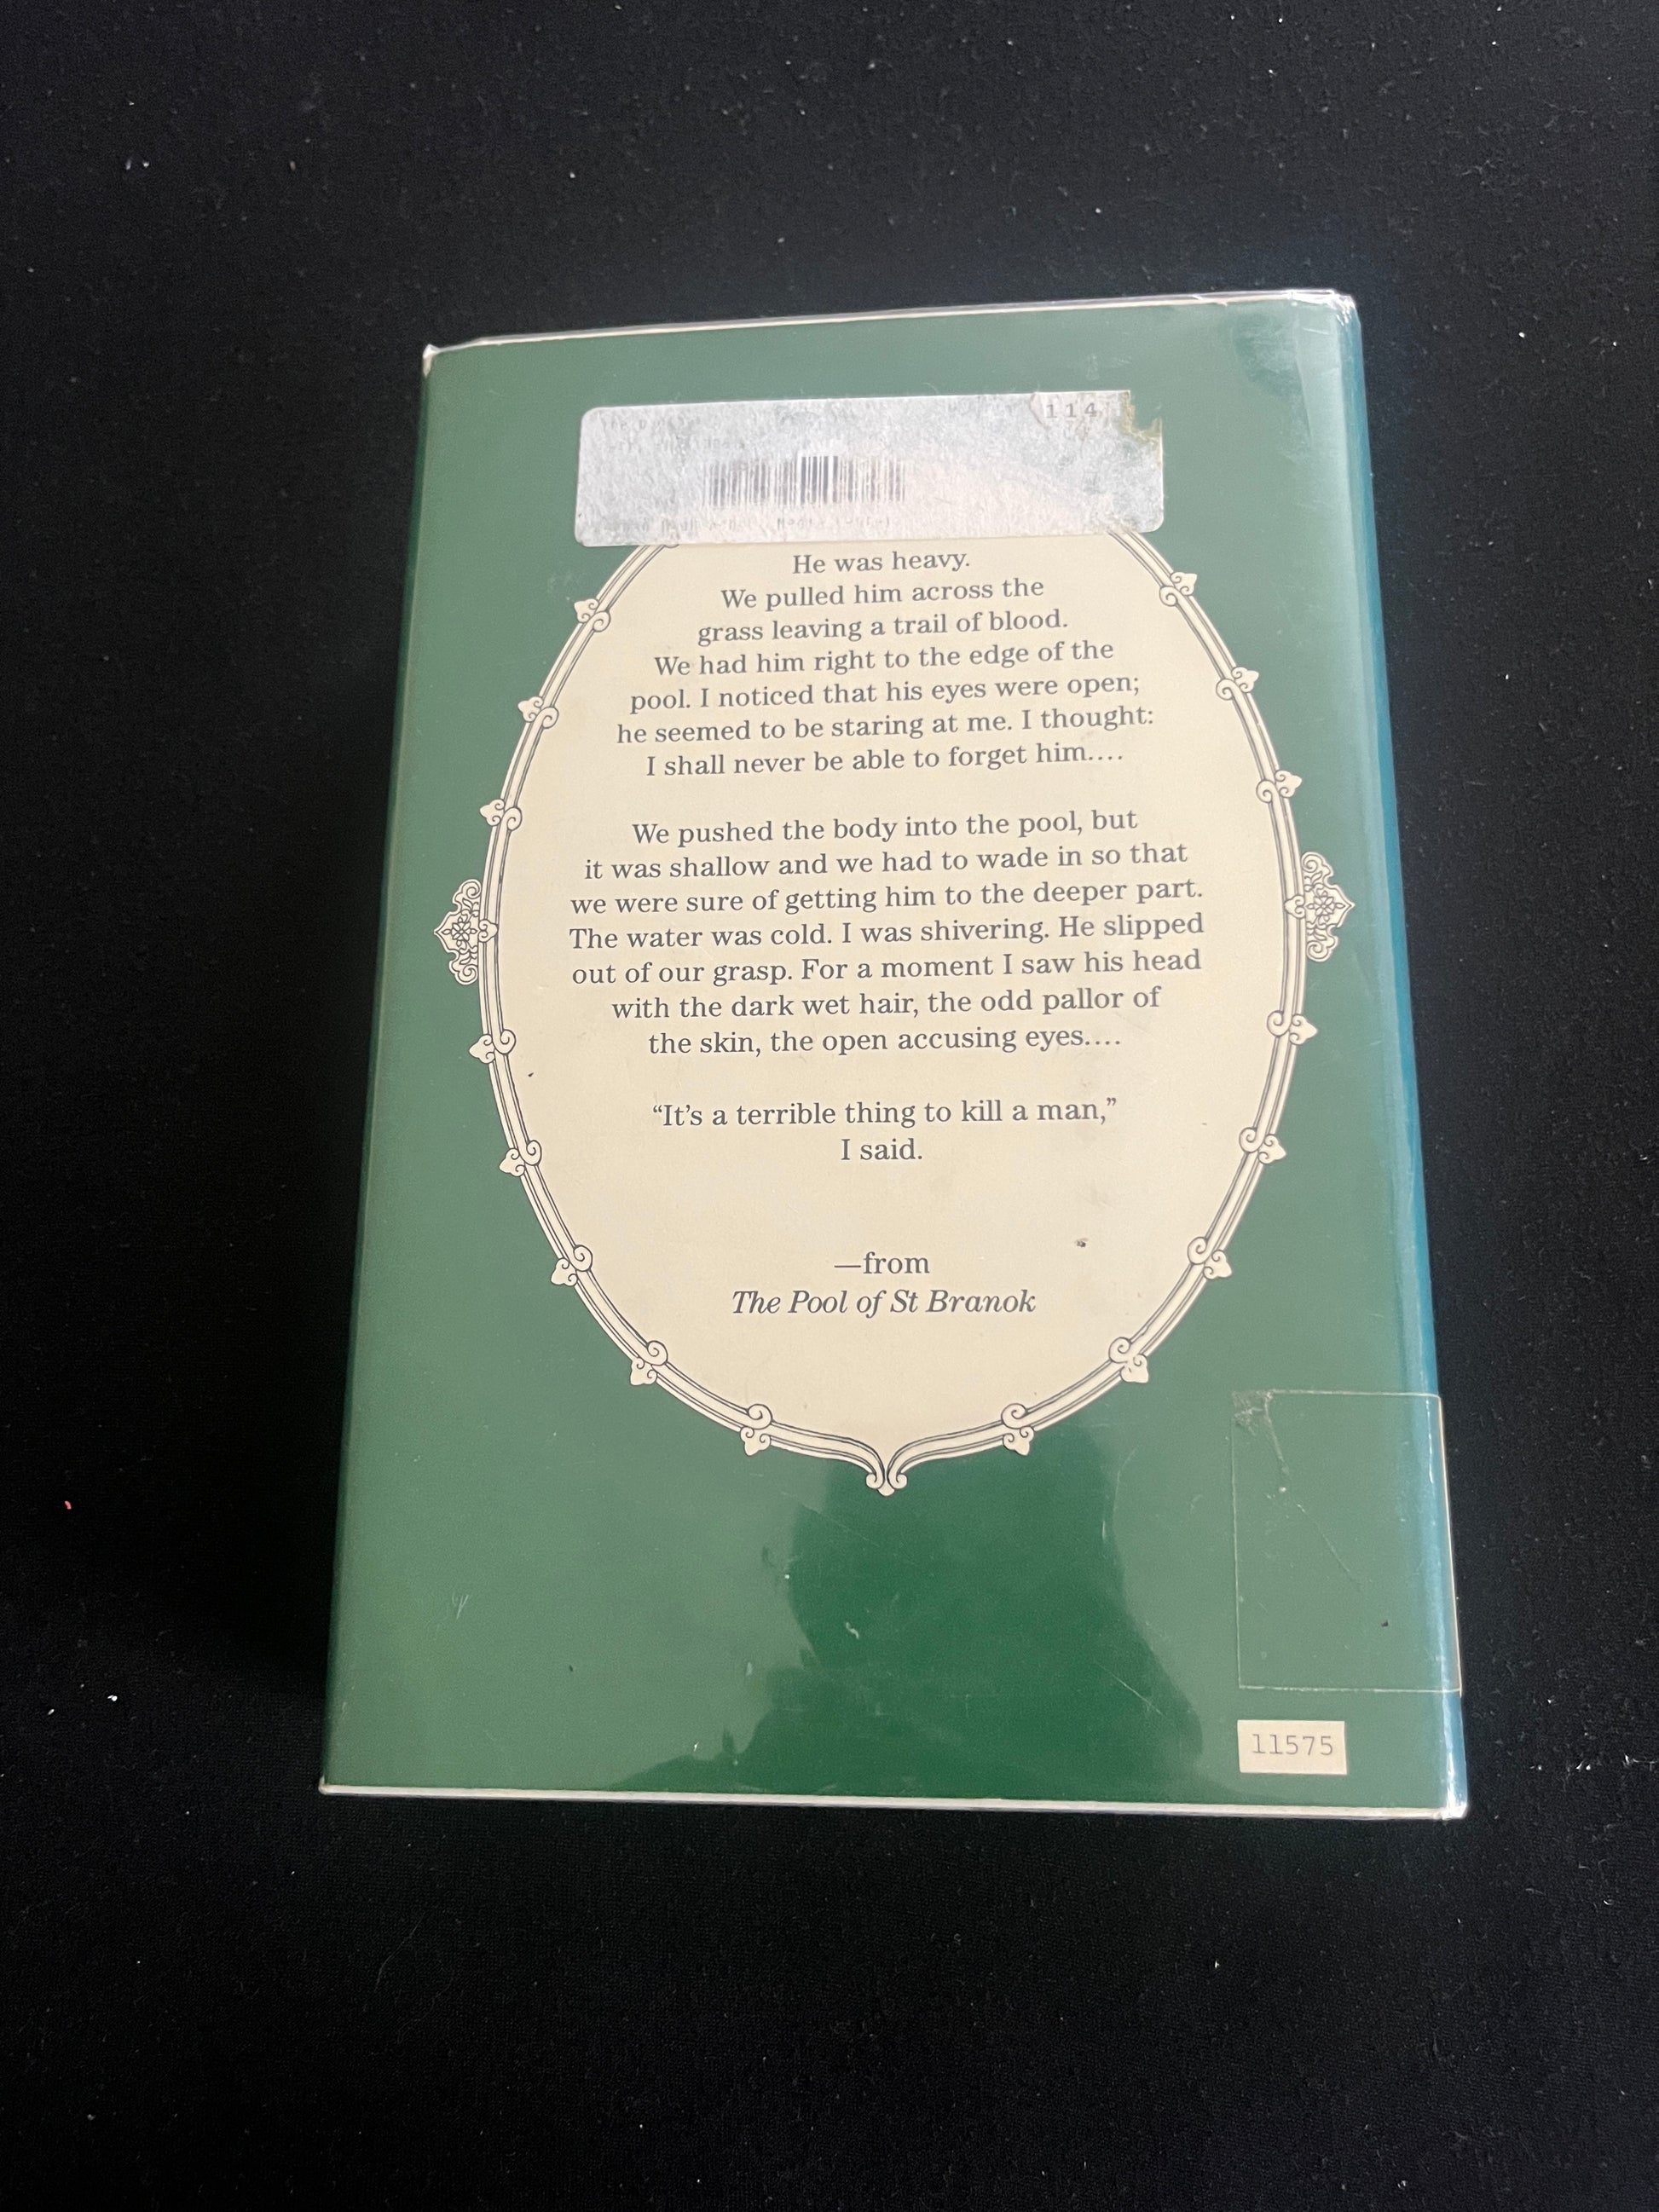 114
He was heavy.
We pulled him across the
grass leaving a trail of blood.
We had him right to the edge of the
pool. I noticed that his eyes were open;
he seemed to be staring at me. I thought:
I shall never be able to forget him....
We pushed the body into the pool, but
it was shallow and we had to wade in so that
we were sure of getting him to the deeper part.
The water was cold. I was shivering. He slipped
out of our grasp. For a moment I saw his head
with the dark wet hair, the odd pallor of
the skin, the open accusing eyes....
“It’s a terrible thing to kill a man,”
I said.
—from
The Pool of St Branok
11575